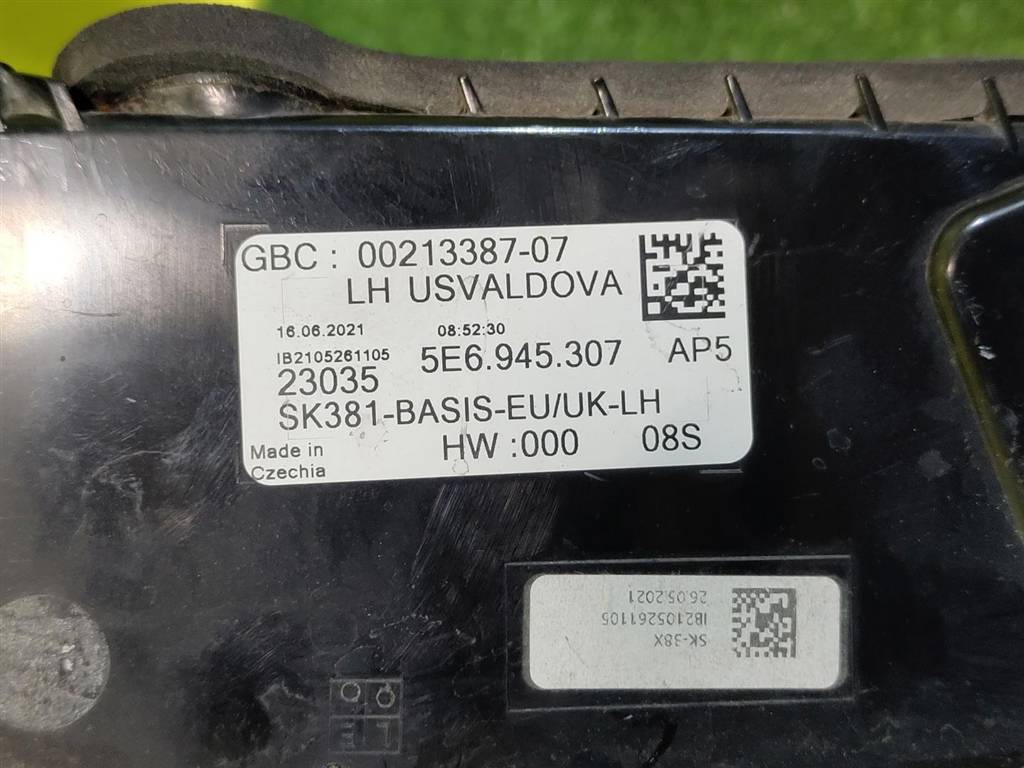 GBC : 00213387-07
LH USVALDOVA
16.06.2021 08:52:30
IB2105261105 5E6.945.307 AP5
23035
SK381-BASIS-EU/UK-LH
Made in HW :000 08S
Czechia
SK-38X
IB2105261105
26.05.2021